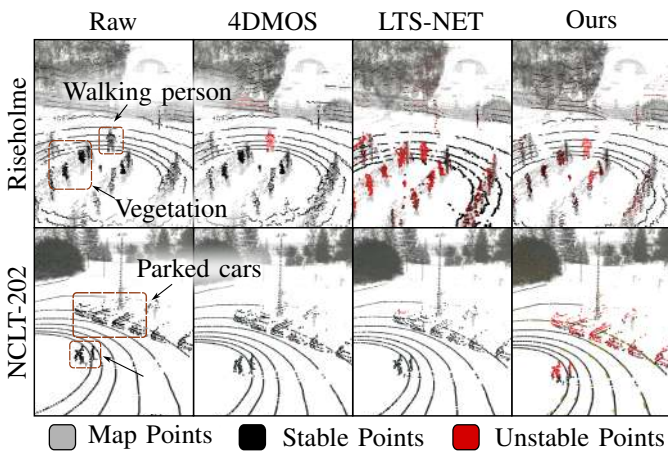 Raw 4DMOS LTS-NET Ours
Riseholme
Walking person
Vegetation
NCLT-202
Parked cars
Map Points Stable Points Unstable Points